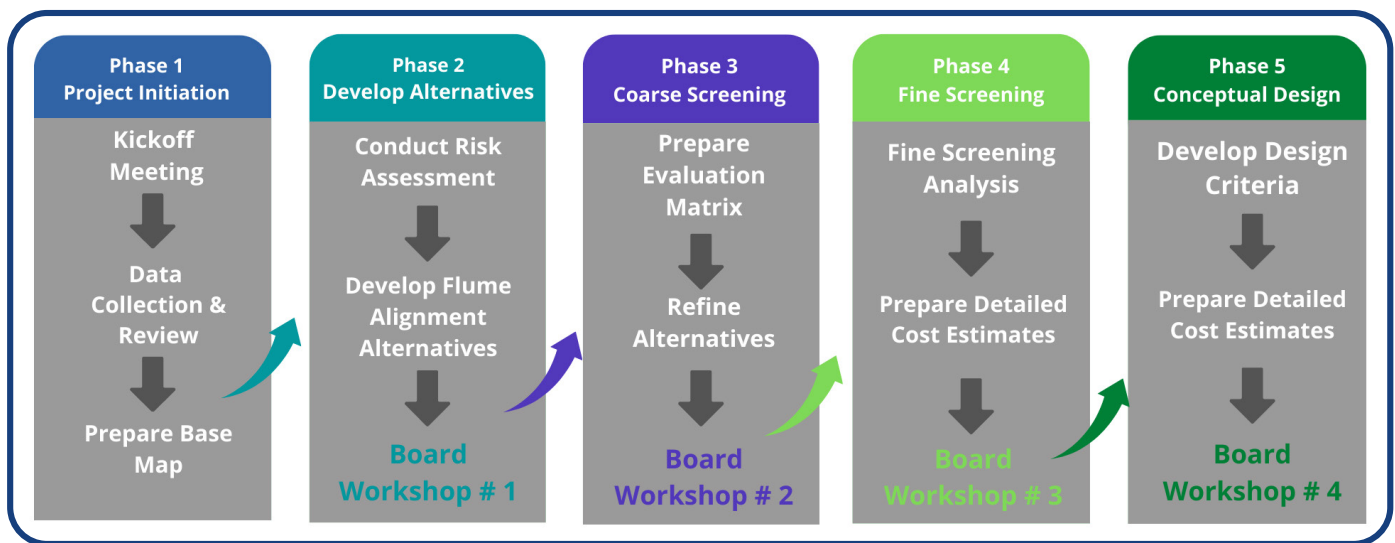 Phase 1
Project Initiation
Kickoff
Meeting
Data
Collection &
Review
Prepare Base
Map
Phase 2
Develop Alternatives
Conduct Risk
Assessment
Develop Flume
Alignment
Alternatives
Board
Workshop # 1
Phase 3
Coarse Screening
Prepare
Evaluation
Matrix
Refine
Alternatives
Board
Workshop # 2
Phase 4
Fine Screening
Fine Screening
Analysis
Prepare Detailed
Cost Estimates
Board
Workshop # 3
Phase 5
Conceptual Design
Develop Design
Criteria
Prepare Detailed
Cost Estimates
Board
Workshop # 4